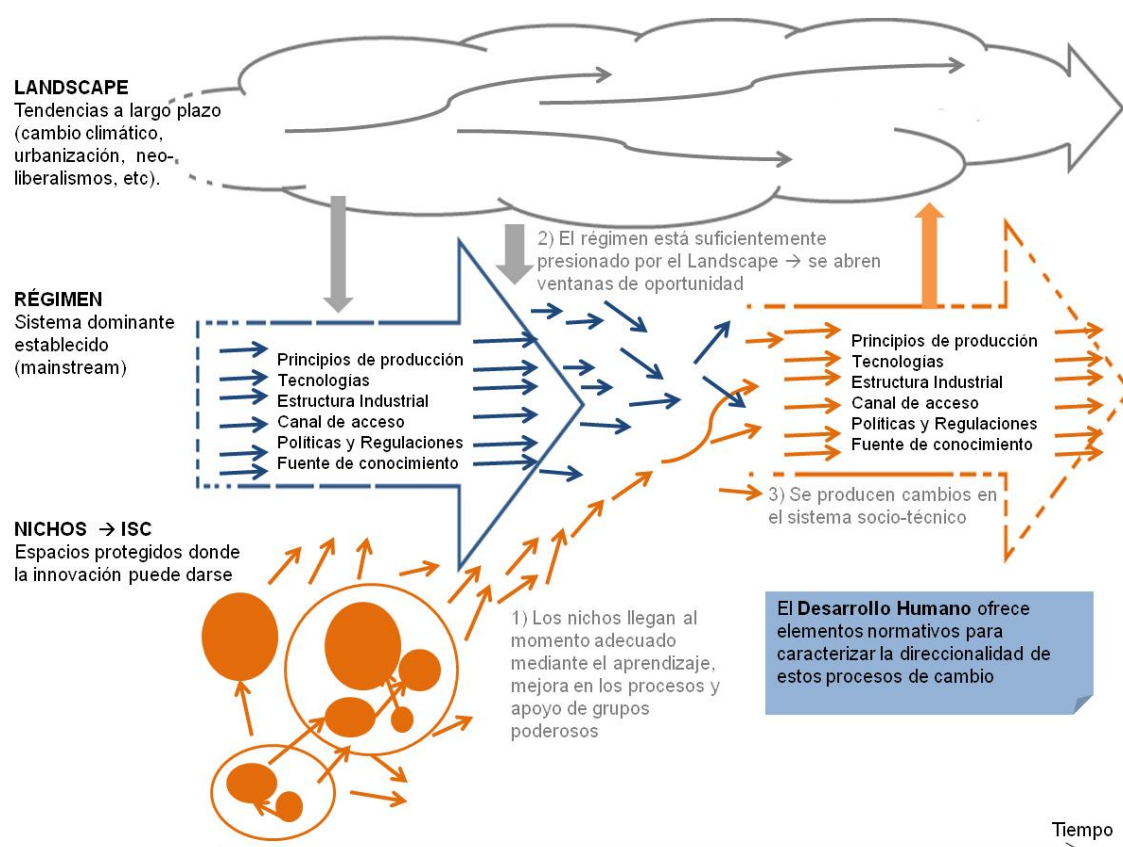 LANDSCAPE
Tendencias a largo plazo
(cambio climático,
urbanización, neo-
liberalismos, etc).
2) El régimen está suficientemente
presionado por el Landscape → se abren
ventanas de oportunidad
RÉGIMEN
Sistema dominante
establecido
(mainstream)
Principios de producción
Tecnologías
Estructura Industrial
Canal de acceso
Políticas y Regulaciones
Fuente de conocimiento
Principios de producción
Tecnologías
Estructura Industrial
Canal de acceso
Políticas y Regulaciones
Fuente de conocimiento
3) Se producen cambios en
el sistema socio-técnico
NICHOS → ISC
Espacios protegidos donde
la innovación puede darse
1) Los nichos llegan al
momento adecuado
mediante el aprendizaje,
mejora en los procesos y
apoyo de grupos
poderosos
El Desarrollo Humano ofrece
elementos normativos para
caracterizar la direccionalidad de
estos procesos de cambio
Tiempo